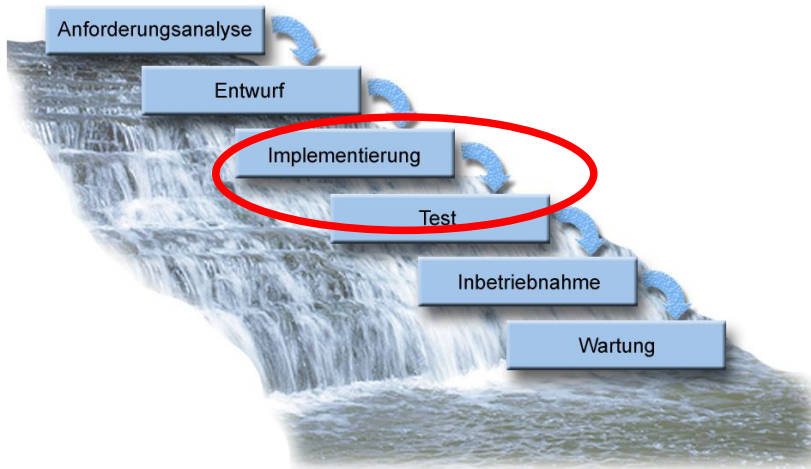 Anforderungsanalyse
Entwurf
Implementierung
Test
Inbetriebnahme
Wartung